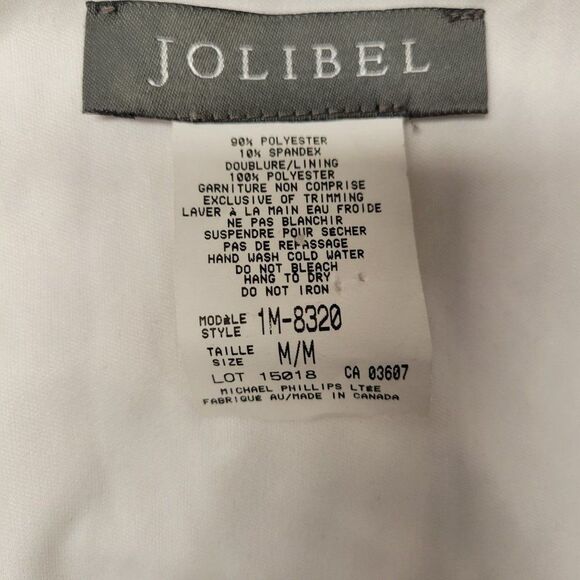 JOLIBEL
90% POLYESTER
10% SPANDEX
DOUBLURE/LINING
100% POLYESTER
GARNITURE NON COMPRISE
EXCLUSIVE OF TRIMMING
LAVER À LA MAIN EAU FROIDE
NE PAS BLANCHIR
SUSPENDRE POUR SÉCHER
PAS DE REPASSAGE
HAND WASH COLD WATER
DO NOT BLEACH
HANG TO DRY
DO NOT IRON
MODÈLE
STYLE 1M-8320
TAILLE
SIZE M/M
LOT 15018 CA 03607
MICHAEL PHILLIPS LTÉE
FABRIQUÉ AU/MADE IN CANADA